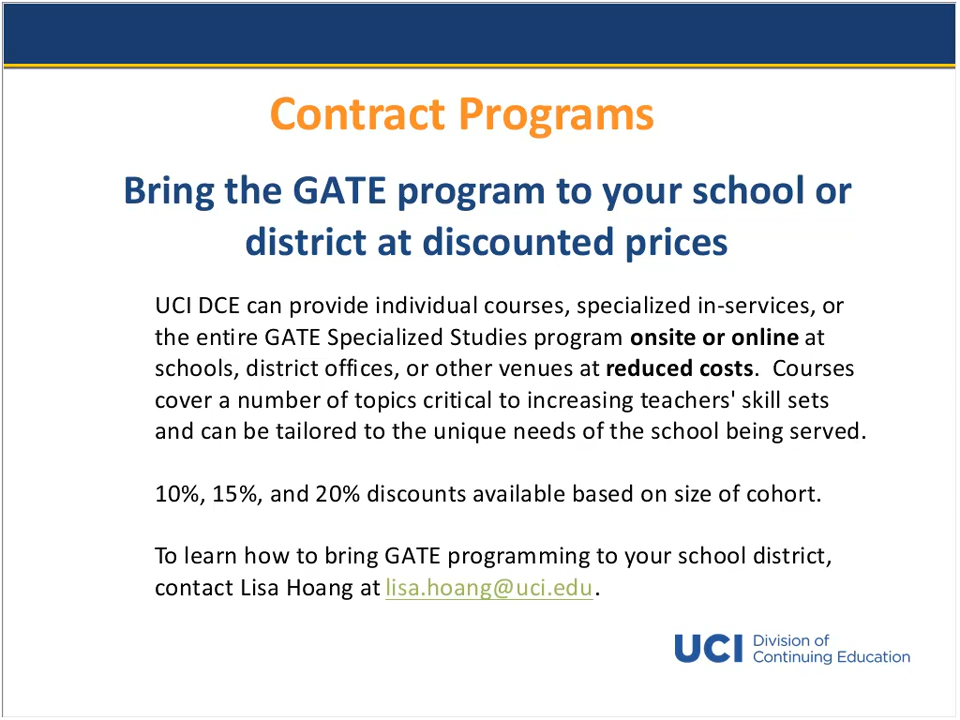 Contract Programs
Bring the GATE program to your school or
district at discounted prices
UCI DCE can provide individual courses, specialized in-services, or
the entire GATE Specialized Studies program onsite or online at
schools, district offices, or other venues at reduced costs.  Courses
cover a number of topics critical to increasing teachers' skill sets
and can be tailored to the unique needs of the school being served.
10%, 15%, and 20% discounts available based on size of cohort.
To learn how to bring GATE programming to your school district,
contact Lisa Hoang at lisa.hoang@uci.edu.
UCI Division of
Continuing Education